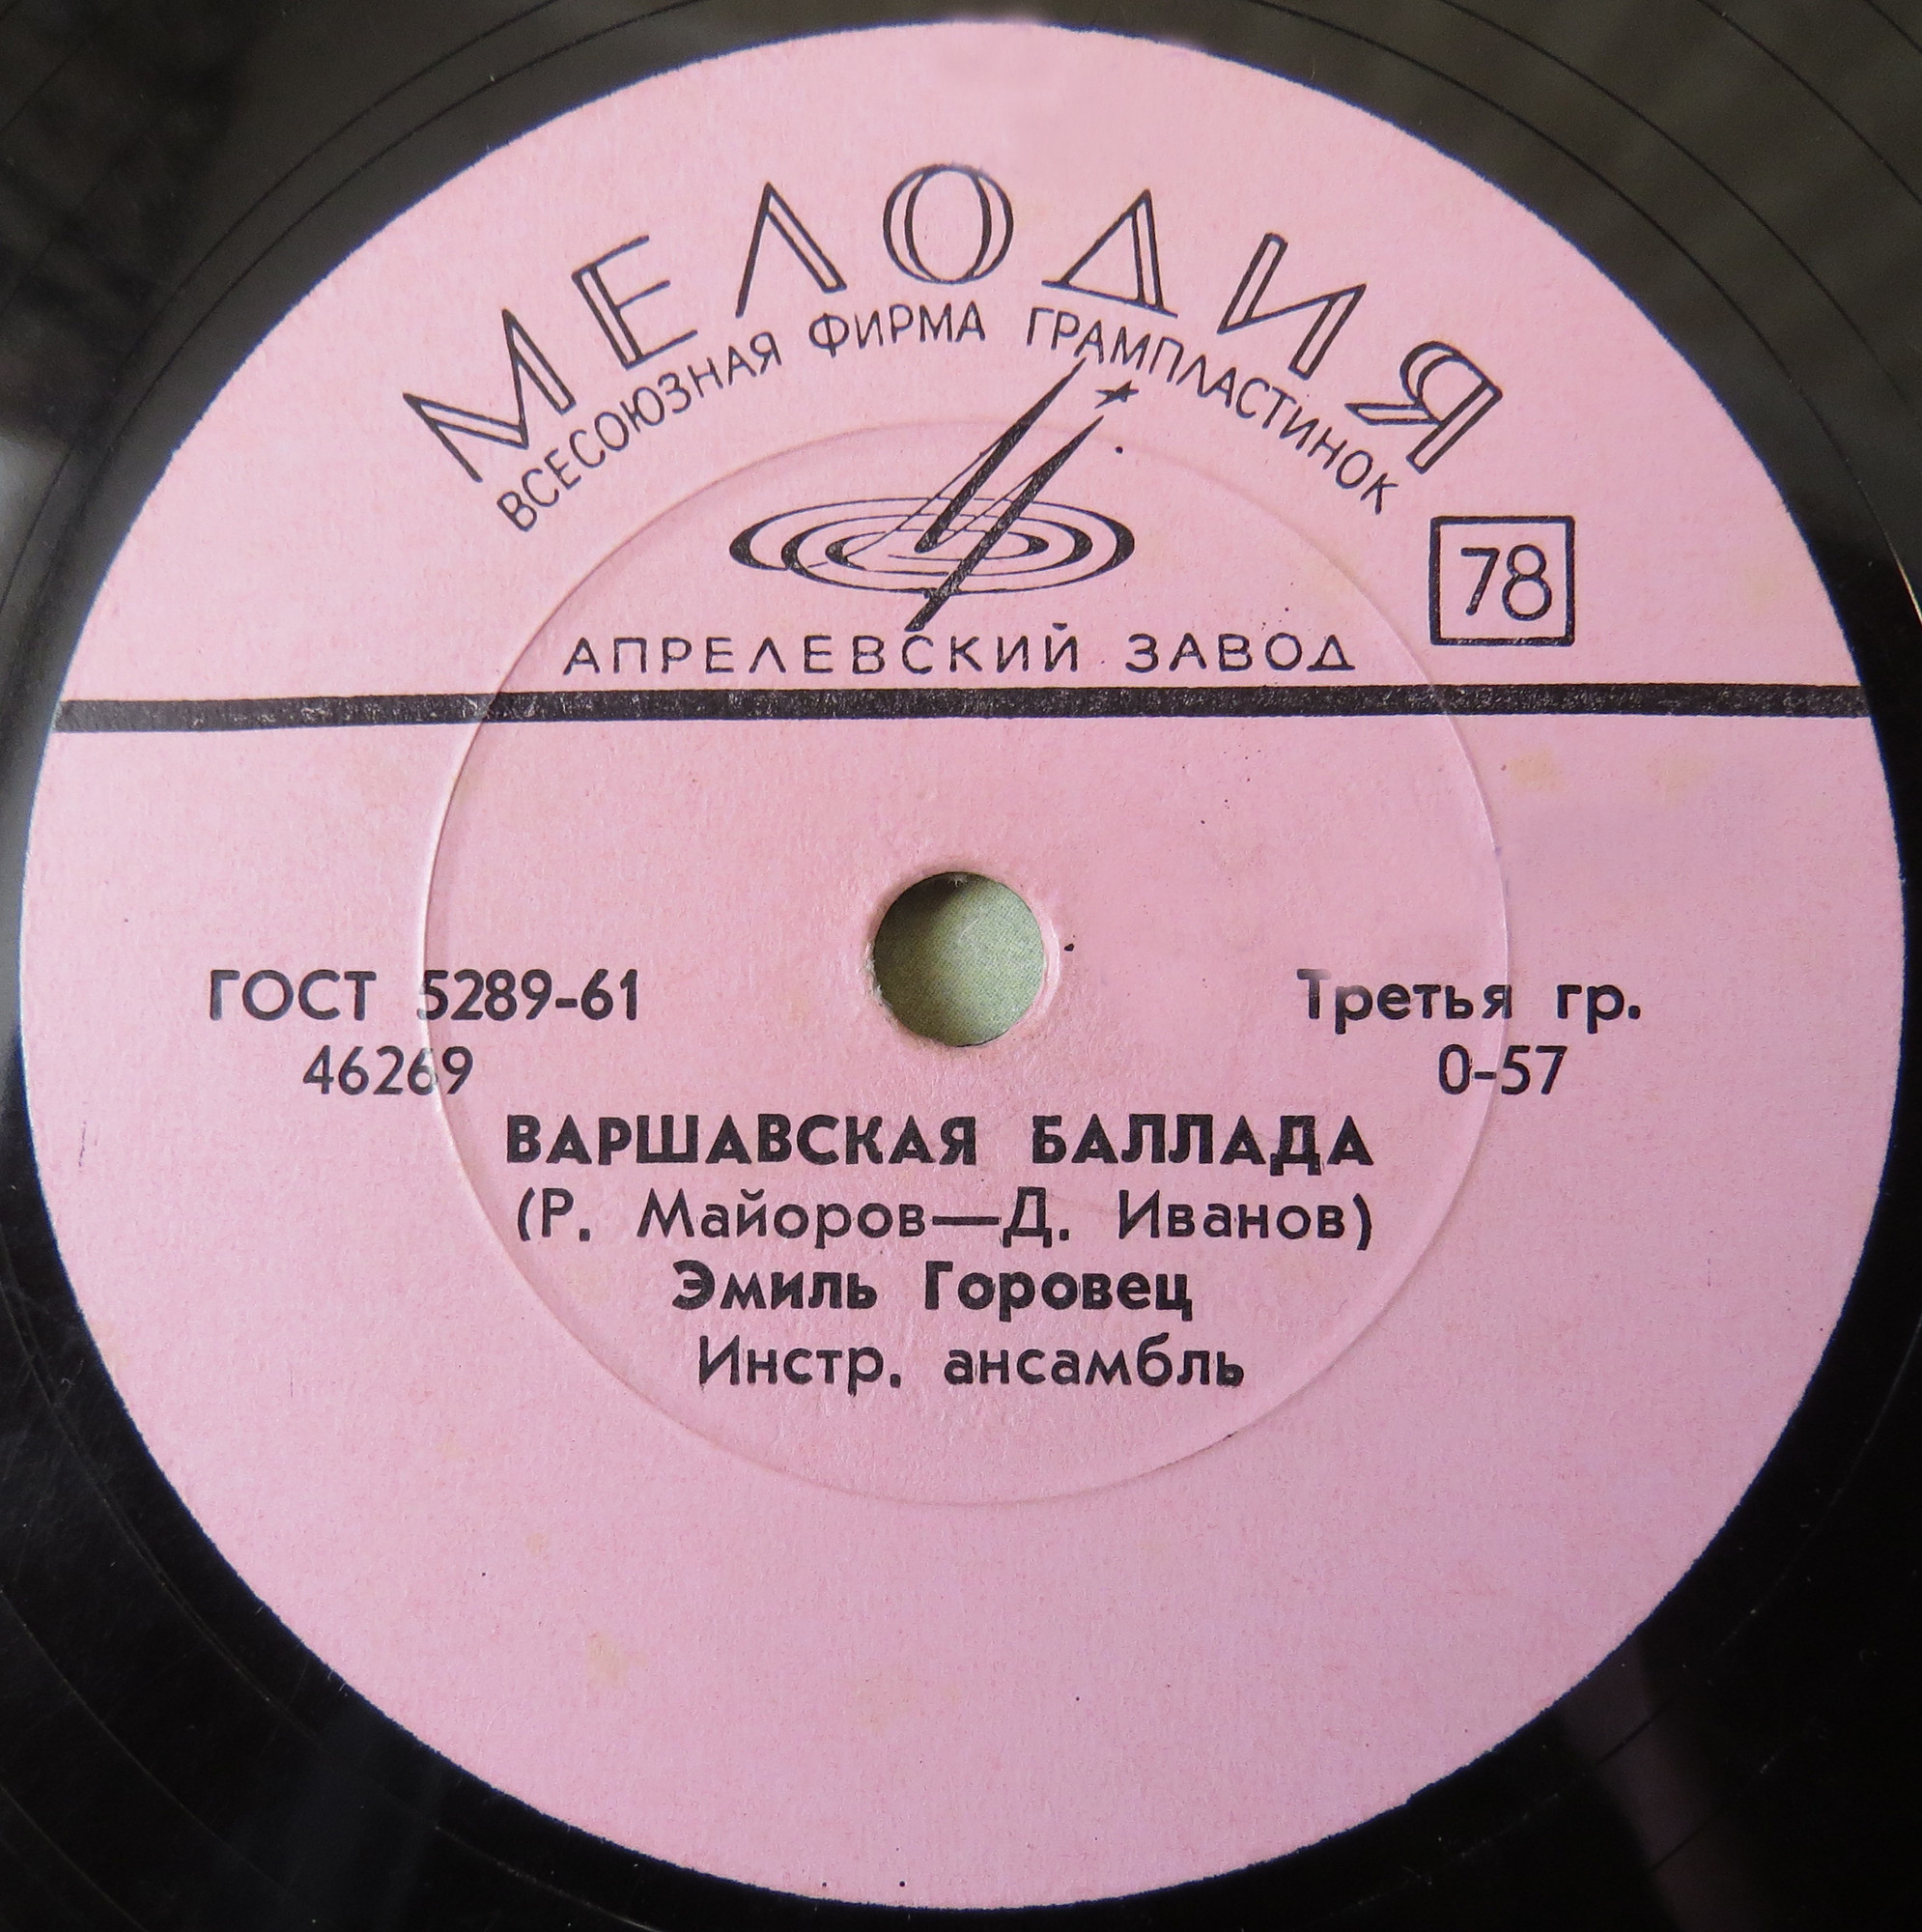 МЕЛОДИЯ
ВСЕСОЮЗНАЯ ФИРМА ГРАМПЛАСТИНОК
78
АПРЕЛЕВСКИЙ ЗАВОД
ГОСТ 5289-61
Третья гр.
46269
0-57
ВАРШАВСКАЯ БАЛЛАДА
(Р. Майоров—Д. Иванов)
Эмиль Горовец
Инстр. ансамбль